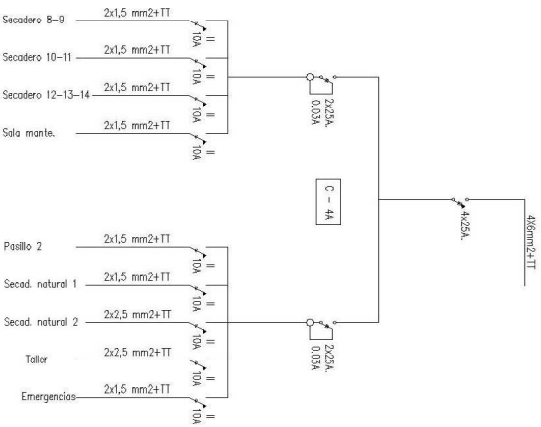 Secadero 8-9
2x1,5 mm2+TT
10A
Secadero 10-11
2x1,5 mm2+TT
10A
Secadero 12-13-14
2x1,5 mm2+TT
10A
Sala mante.
2x1,5 mm2+TT
10A
2x25A.
0.03A
C - 4A
4x25A.
4X6mm2+TT
Pasillo 2
2x1,5 mm2+TT
10A
Secad. natural 1
2x1,5 mm2+TT
10A
Secad. natural 2
2x2,5 mm2+TT
10A
Taller
2x2,5 mm2+TT
10A
Emergencias
2x1,5 mm2+TT
10A
2x25A.
0.03A